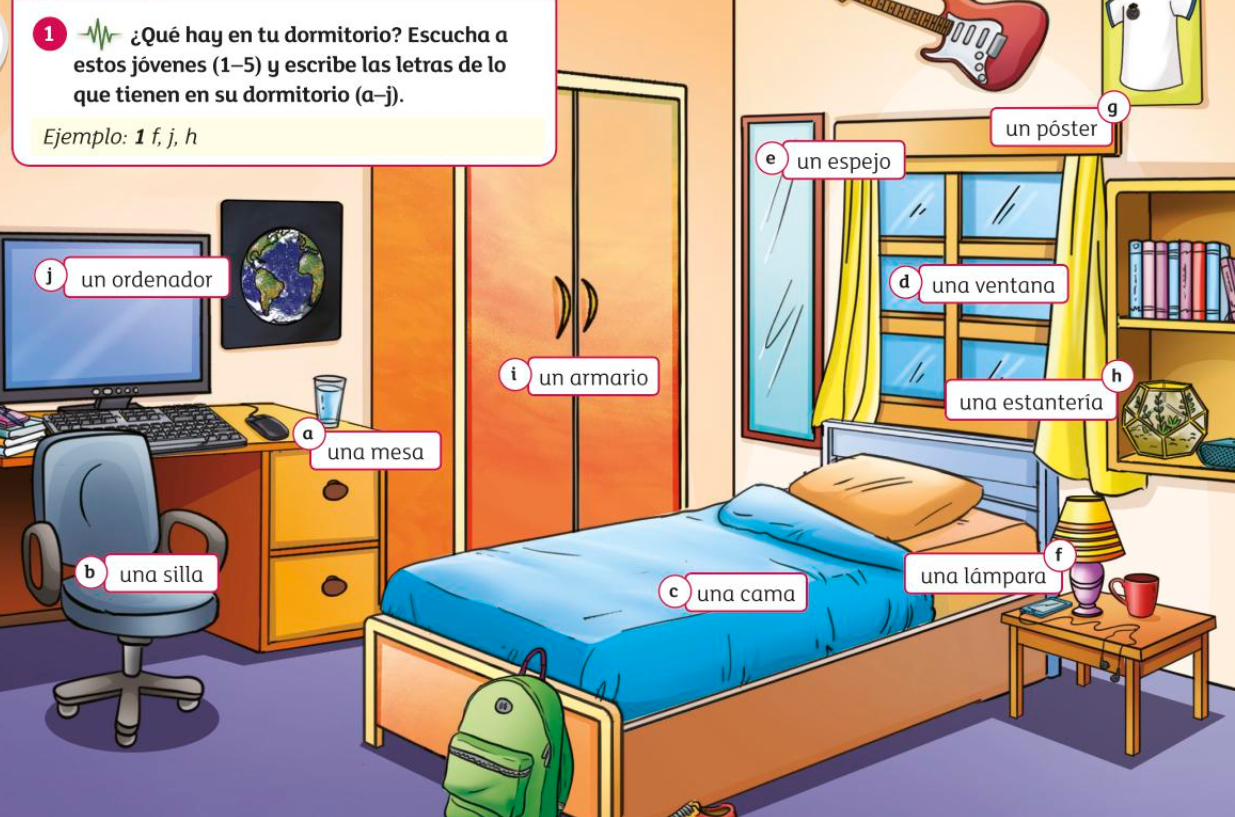 1 ¿Qué hay en tu dormitorio? Escucha a
estos jóvenes (1–5) y escribe las letras de lo
que tienen en su dormitorio (a–j).
Ejemplo: 1 f, j, h
g un póster
e un espejo
j un ordenador
d una ventana
i un armario
h una estantería
a una mesa
b una silla
c una cama
f una lámpara